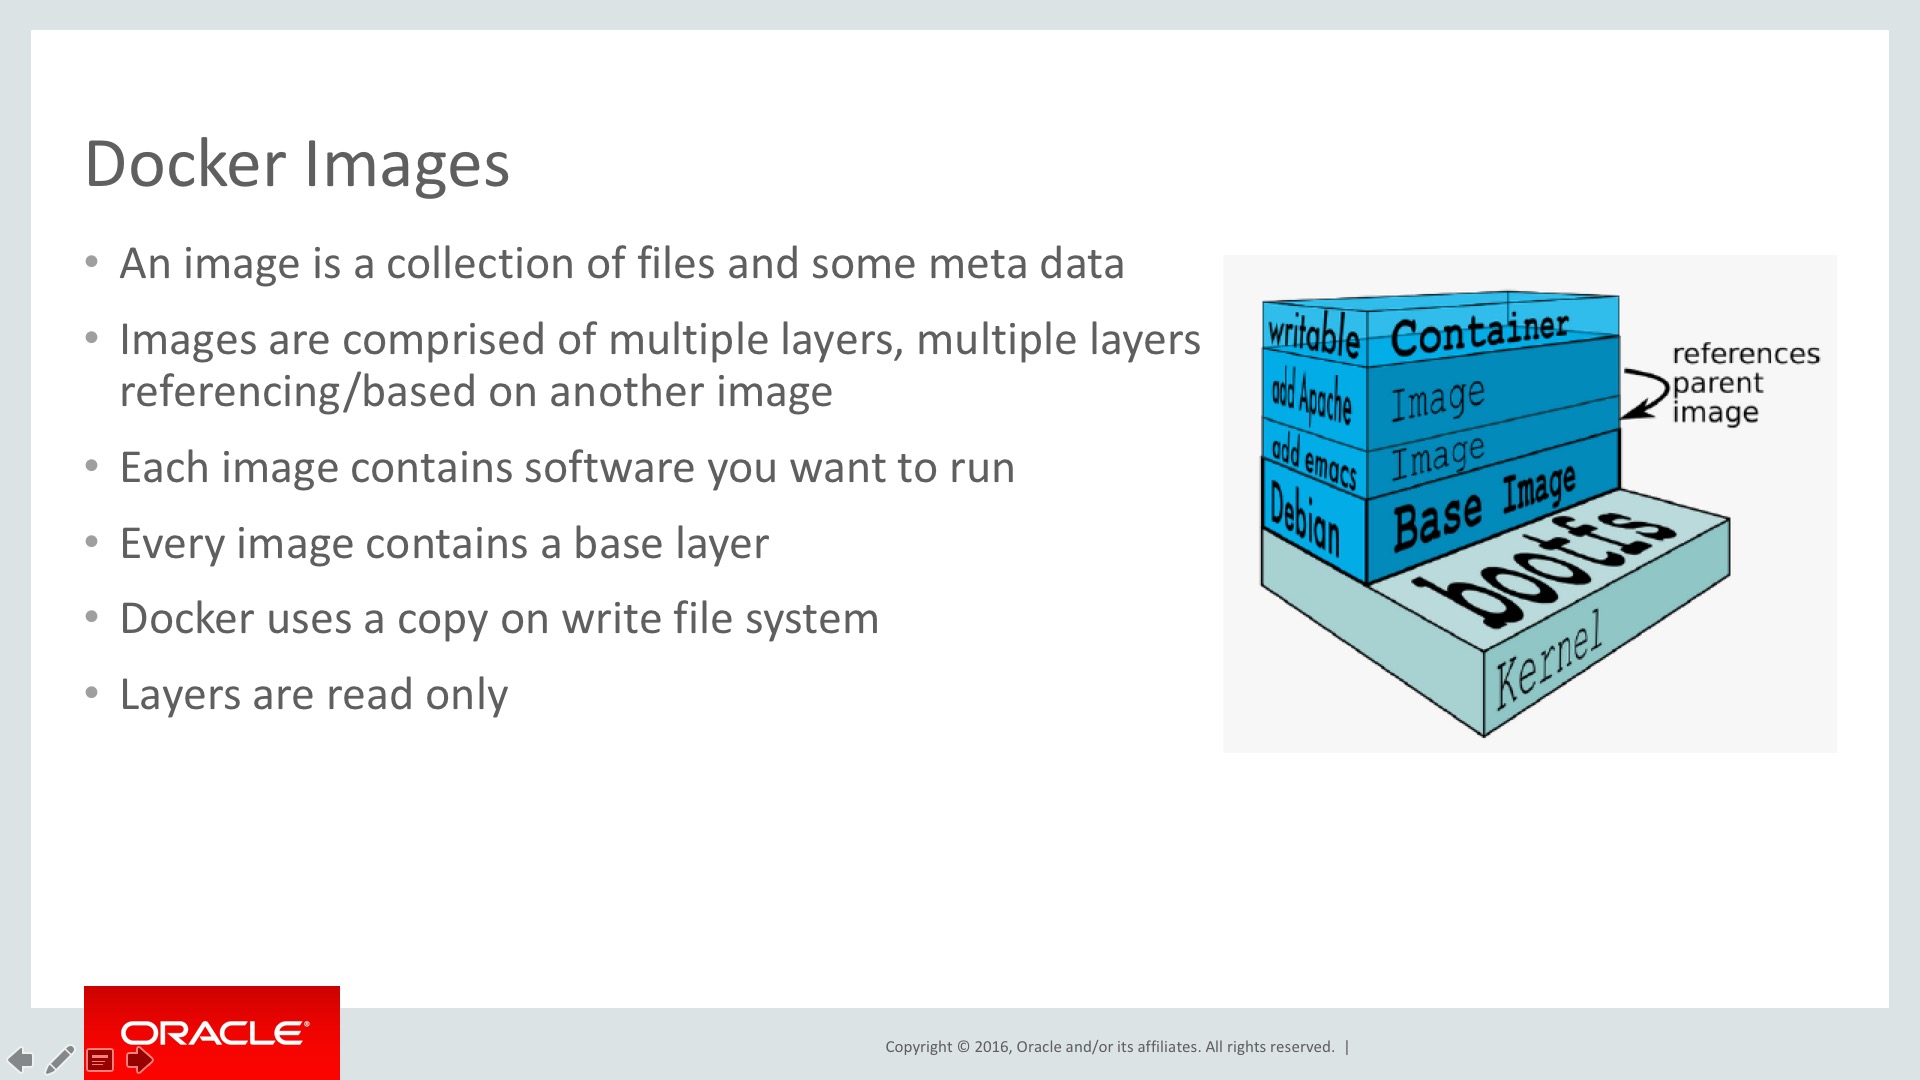 Docker Images
• An image is a collection of files and some meta data
• Images are comprised of multiple layers, multiple layers
referencing/based on another image
• Each image contains software you want to run
• Every image contains a base layer
• Docker uses a copy on write file system
• Layers are read only
writable Container
add Apache Image
add emacs Image
Debian Base Image
bootfs
Kernel
references
parent
image
ORACLE®
Copyright © 2016, Oracle and/or its affiliates. All rights reserved. |